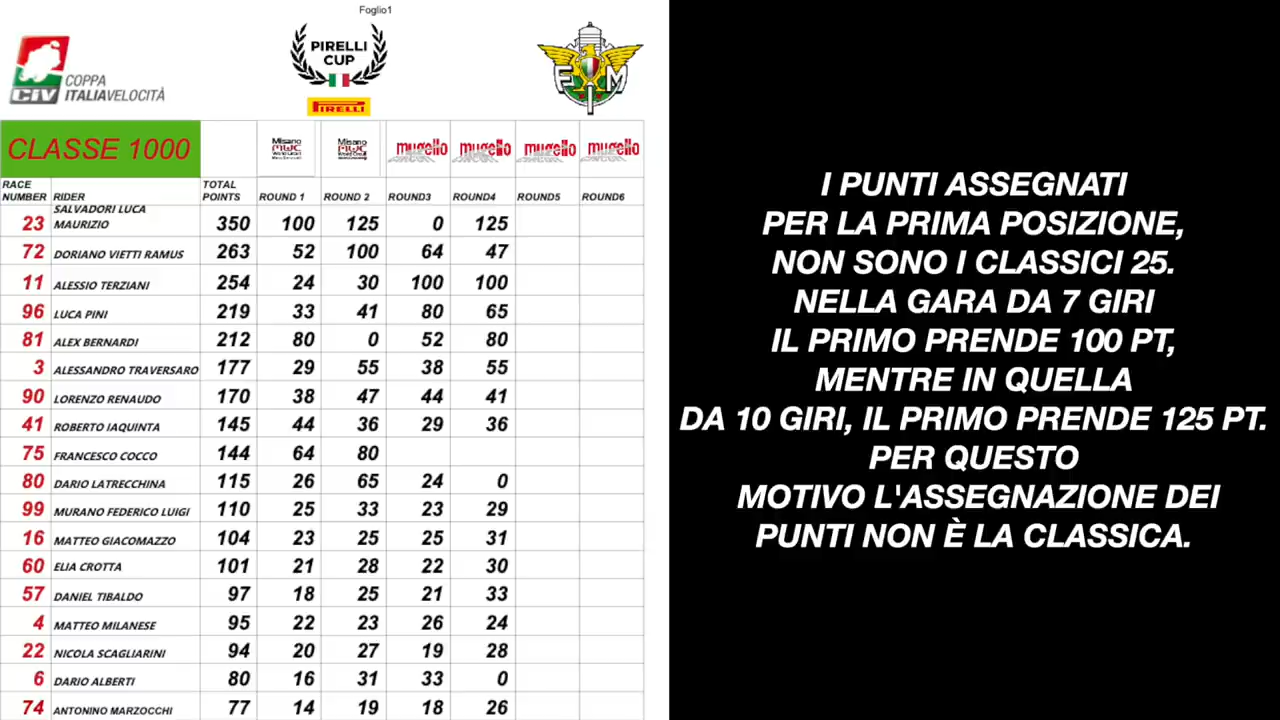 Foglio1
CIV COPPA ITALIAVELOCITÀ
PIRELLI CUP
PIRELLI
F M
CLASSE 1000
Misano Misano mugello mugello mugello mugello
RACE NUMBER RIDER TOTAL POINTS ROUND 1 ROUND 2 ROUND3 ROUND4 ROUND5 ROUND6
23 SALVADORI LUCA MAURIZIO 350 100 125 0 125
72 DORIANO VIETTI RAMUS 263 52 100 64 47
11 ALESSIO TERZIANI 254 24 30 100 100
96 LUCA PINI 219 33 41 80 65
81 ALEX BERNARDI 212 80 0 52 80
3 ALESSANDRO TRAVERSARO 177 29 55 38 55
90 LORENZO RENAUDO 170 38 47 44 41
41 ROBERTO IAQUINTA 145 44 36 29 36
75 FRANCESCO COCCO 144 64 80
80 DARIO LATRECCHINA 115 26 65 24 0
99 MURANO FEDERICO LUIGI 110 25 33 23 29
16 MATTEO GIACOMAZZO 104 23 25 25 31
60 ELIA CROTTA 101 21 28 22 30
57 DANIEL TIBALDO 97 18 25 21 33
4 MATTEO MILANESE 95 22 23 26 24
22 NICOLA SCAGLIARINI 94 20 27 19 28
6 DARIO ALBERTI 80 16 31 33 0
74 ANTONINO MARZOCCHI 77 14 19 18 26
I PUNTI ASSEGNATI
PER LA PRIMA POSIZIONE,
NON SONO I CLASSICI 25.
NELLA GARA DA 7 GIRI
IL PRIMO PRENDE 100 PT,
MENTRE IN QUELLA
DA 10 GIRI, IL PRIMO PRENDE 125 PT.
PER QUESTO
MOTIVO L'ASSEGNAZIONE DEI
PUNTI NON È LA CLASSICA.